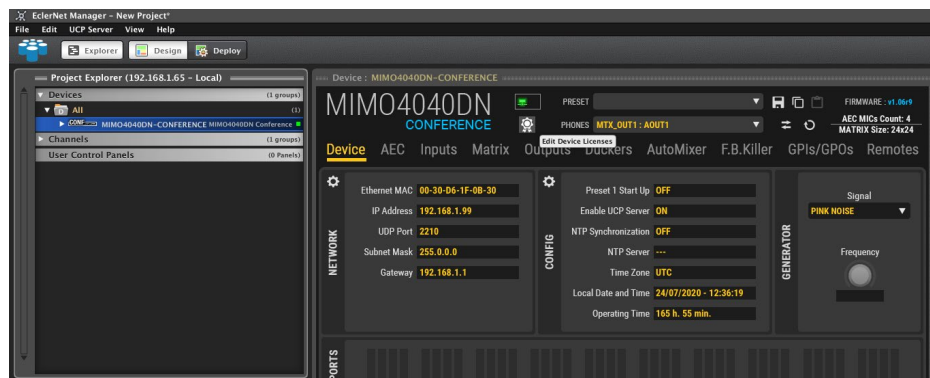 EclerNet Manager - New Project*
File Edit UCP Server View Help
Explorer Design Deploy
Project Explorer (192.168.1.65 - Local)
Devices (1 groups)
All (1)
CONF MIMO4040DN-CONFERENCE MIMO4040DN Conference
Channels (1 groups)
User Control Panels (0 Panels)
Device : MIMO4040DN-CONFERENCE
MIMO4040DN
CONFERENCE
PRESET
PHONES MTX_OUT1 : AOUT1
FIRMWARE : v1.06r9
AEC MICs Count: 4
MATRIX Size: 24x24
Edit Device Licenses
Device AEC Inputs Matrix Outputs Duckers AutoMixer F.B.Killer GPIs/GPOs Remotes
NETWORK
Ethernet MAC 00-30-D6-1F-0B-30
IP Address 192.168.1.99
UDP Port 2210
Subnet Mask 255.0.0.0
Gateway 192.168.1.1
CONFIG
Preset 1 Start Up OFF
Enable UCP Server ON
NTP Synchronization OFF
NTP Server ---
Time Zone UTC
Local Date and Time 24/07/2020 - 12:36:19
Operating Time 165 h. 55 min.
GENERATOR
Signal
PINK NOISE
Frequency
PORTS